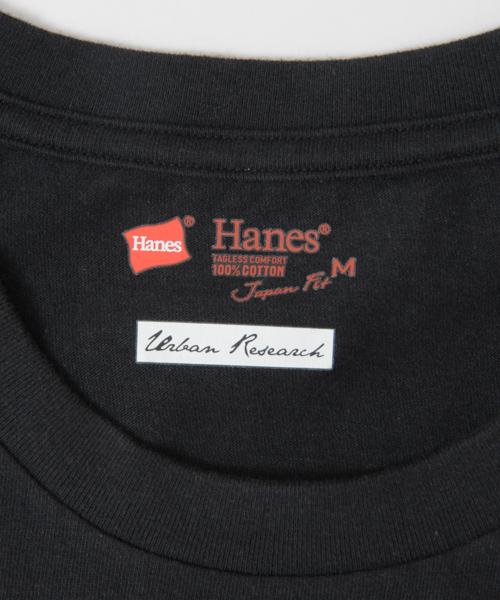 Hanes®
Hanes®
TAGLESS COMFORT
100% COTTON
Japan Fit M
Urban Research